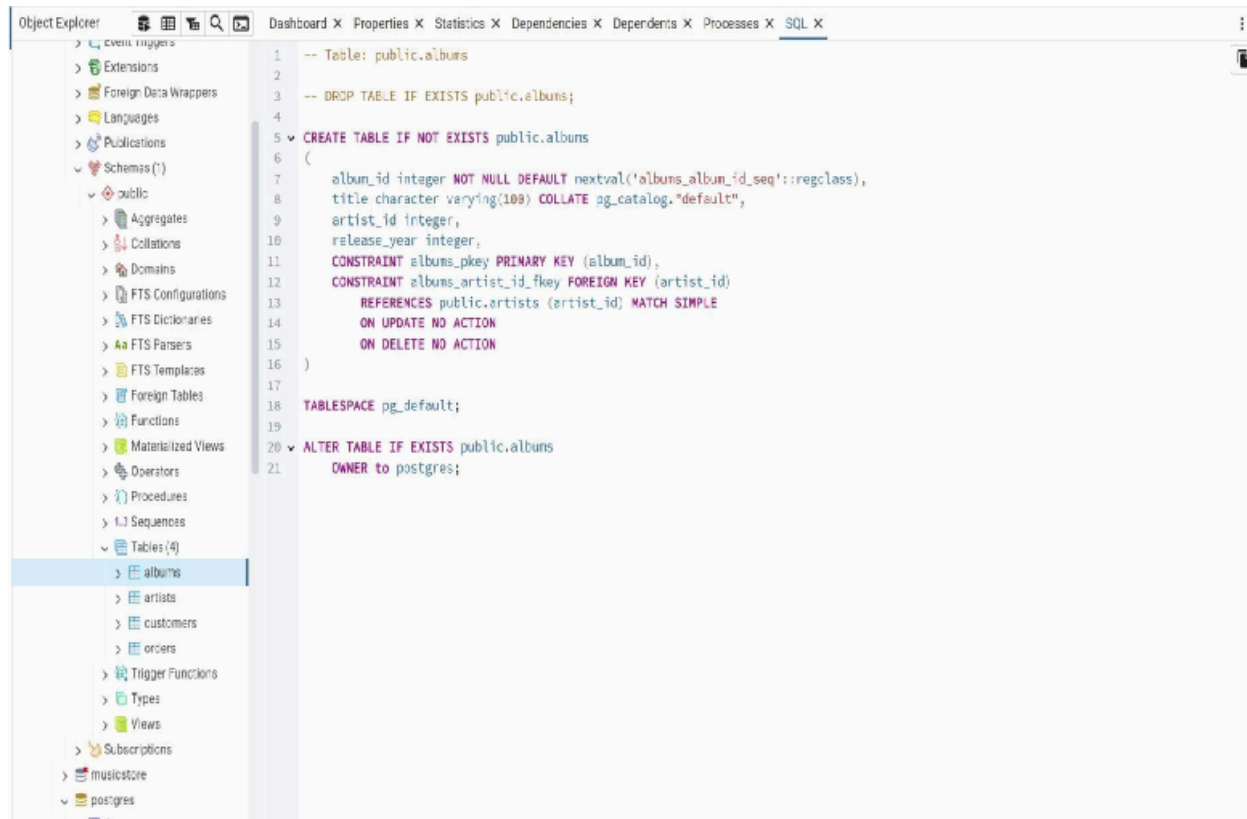 Object Explorer
Dashboard X Properties X Statistics X Dependencies X Dependents X Processes X SQL X
Event Triggers
Extensions
Foreign Data Wrappers
Languages
Publications
Schemas (1)
public
Aggregates
Collations
Domains
FTS Configurations
FTS Dictionaries
Aa FTS Parsers
FTS Templates
Foreign Tables
Functions
Materialized Views
Operators
Procedures
1..3 Sequences
Tables (4)
albums
artists
customers
orders
Trigger Functions
Types
Views
Subscriptions
musicstore
postgres
1 -- Table: public.albums
2
3 -- DROP TABLE IF EXISTS public.albums;
4
5 CREATE TABLE IF NOT EXISTS public.albums
6 (
7 album_id integer NOT NULL DEFAULT nextval('albums_album_id_seq'::regclass),
8 title character varying(100) COLLATE pg_catalog."default",
9 artist_id integer,
10 release_year integer,
11 CONSTRAINT albums_pkey PRIMARY KEY (album_id),
12 CONSTRAINT albums_artist_id_fkey FOREIGN KEY (artist_id)
13 REFERENCES public.artists (artist_id) MATCH SIMPLE
14 ON UPDATE NO ACTION
15 ON DELETE NO ACTION
16 )
17
18 TABLESPACE pg_default;
19
20 ALTER TABLE IF EXISTS public.albums
21 OWNER to postgres;